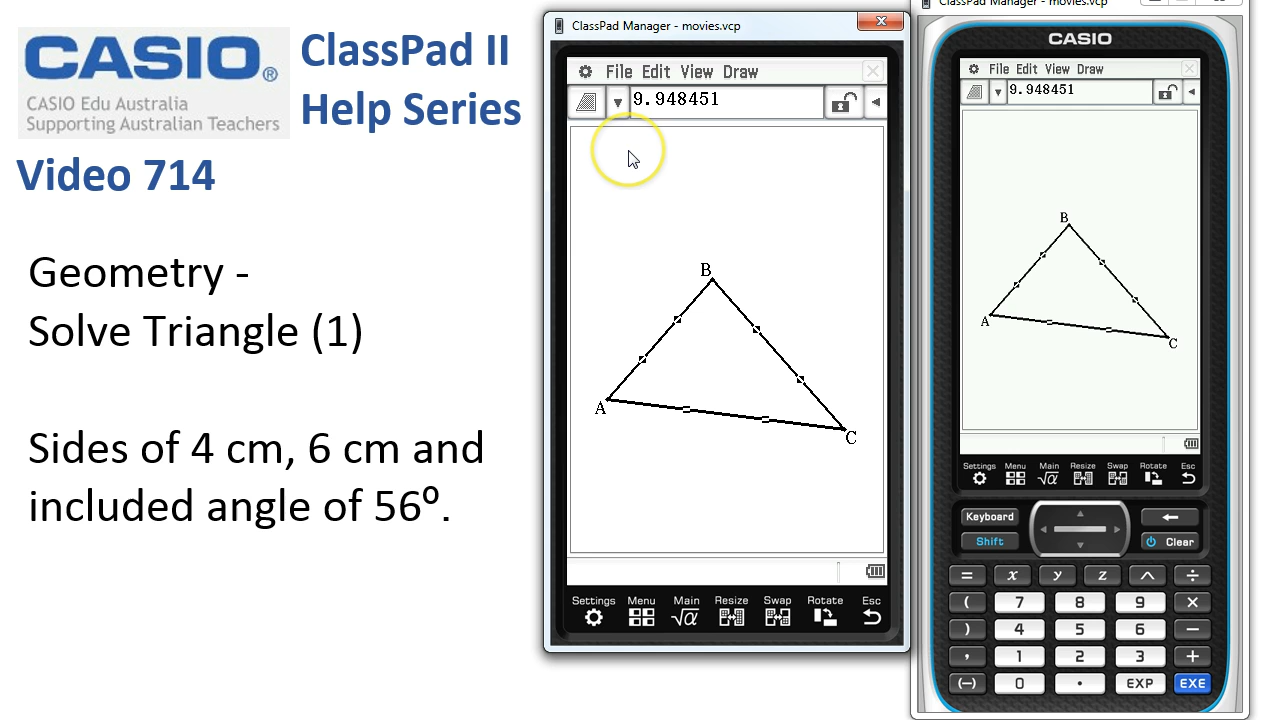 CASIO®
CASIO Edu Australia
Supporting Australian Teachers
ClassPad II
Help Series
Video 714
Geometry -
Solve Triangle (1)
Sides of 4 cm, 6 cm and
included angle of 56º.
ClassPad Manager - movies.vcp
File Edit View Draw
9.948451
B
A
C
Settings Menu Main Resize Swap Rotate Esc
ClassPad Manager - movies.vcp
CASIO
File Edit View Draw
9.948451
B
A
C
Settings Menu Main Resize Swap Rotate Esc
Keyboard
Shift Clear
= x y z ^ ÷
( 7 8 9 ×
) 4 5 6 −
, 1 2 3 +
(−) 0 • EXP EXE